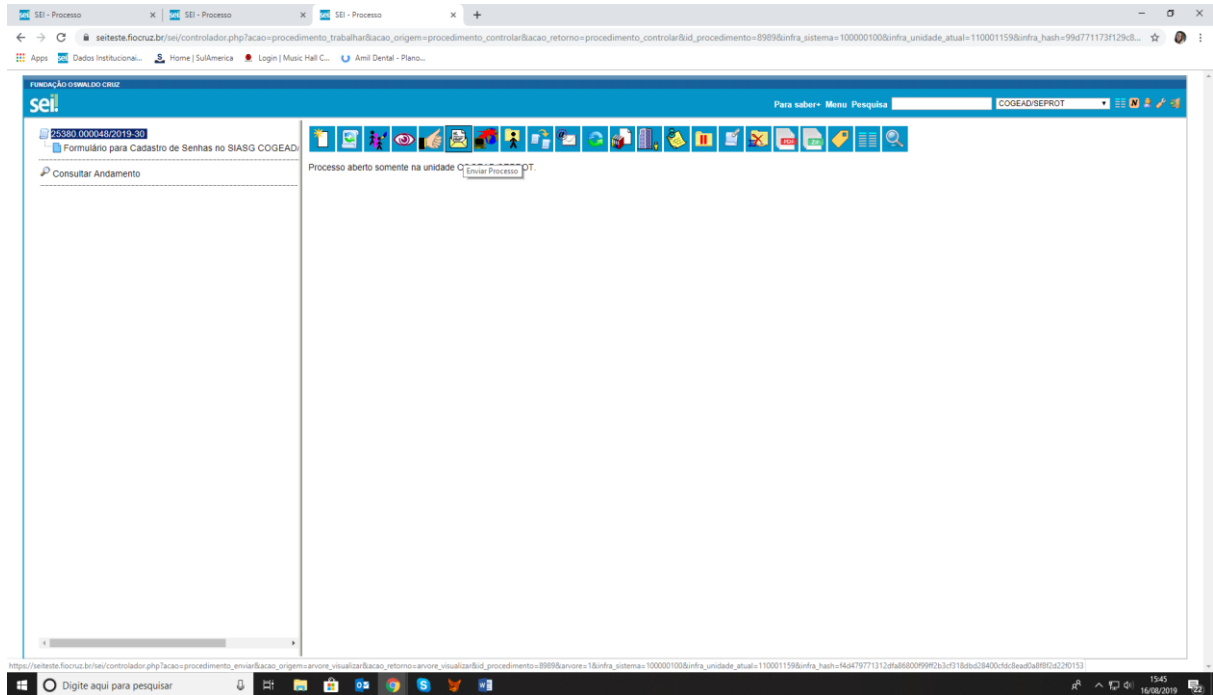 SEI - Processo
SEI - Processo
SEI - Processo
seiteste.fiocruz.br/sei/controlador.php?acao=procedimento_trabalhar&acao_origem=procedimento_controlar&acao_retorno=procedimento_controlar&id_procedimento=8989&infra_sistema=100000100&infra_unidade_atual=110001159&infra_hash=99d771173f129c8...
Apps Dados Institucionai... Home | SulAmerica Login | Music Hall C... Amil Dental - Plano...
FUNDAÇÃO OSWALDO CRUZ
sei!
Para saber+ Menu Pesquisa COGEAD/SEPROT
25380.000048/2019-30
Formulário para Cadastro de Senhas no SIASG COGEAD/
Consultar Andamento
Processo aberto somente na unidade COGEAD/SEPROT.
Enviar Processo
https://seiteste.fiocruz.br/sei/controlador.php?acao=procedimento_enviar&acao_origem=arvore_visualizar&acao_retorno=arvore_visualizar&id_procedimento=8989&arvore=1&infra_sistema=100000100&infra_unidade_atual=110001159&infra_hash=
Digite aqui para pesquisar
15:45
16/08/2019
22